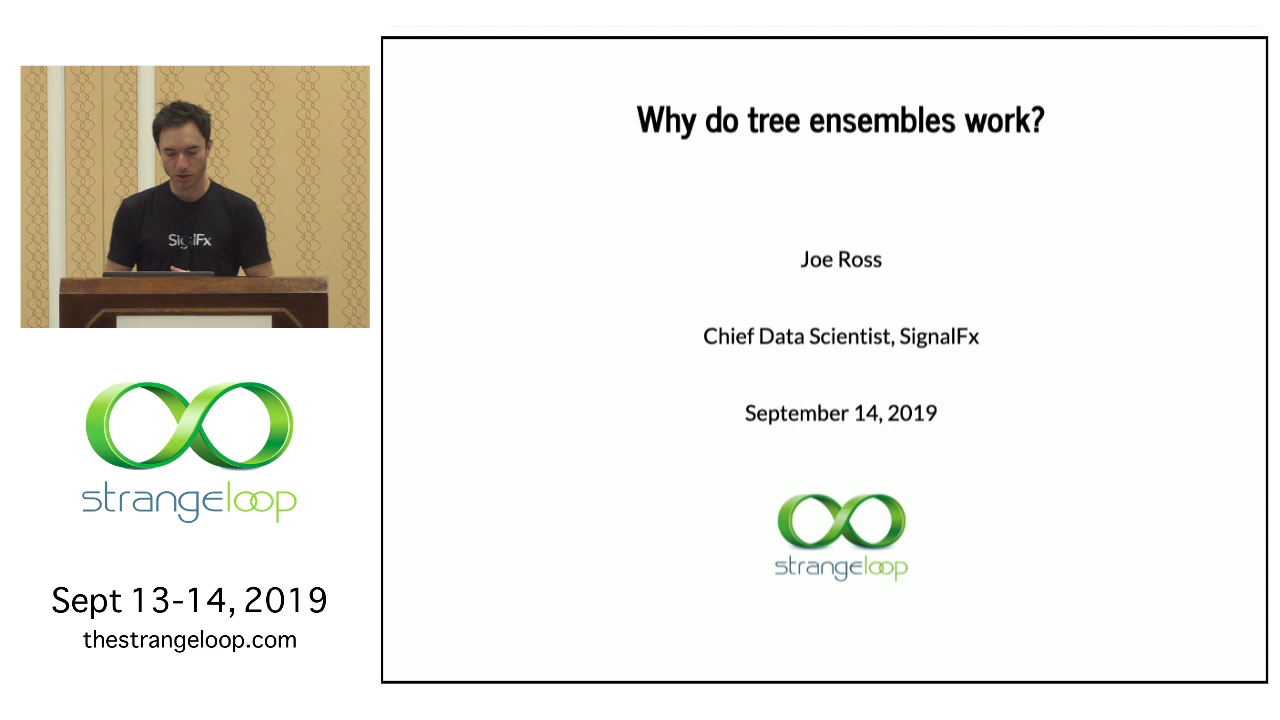 Why do tree ensembles work?
Joe Ross
Chief Data Scientist, SignalFx
September 14, 2019
strangeloop
SignalFx
strangeloop
Sept 13-14, 2019
thestrangeloop.com